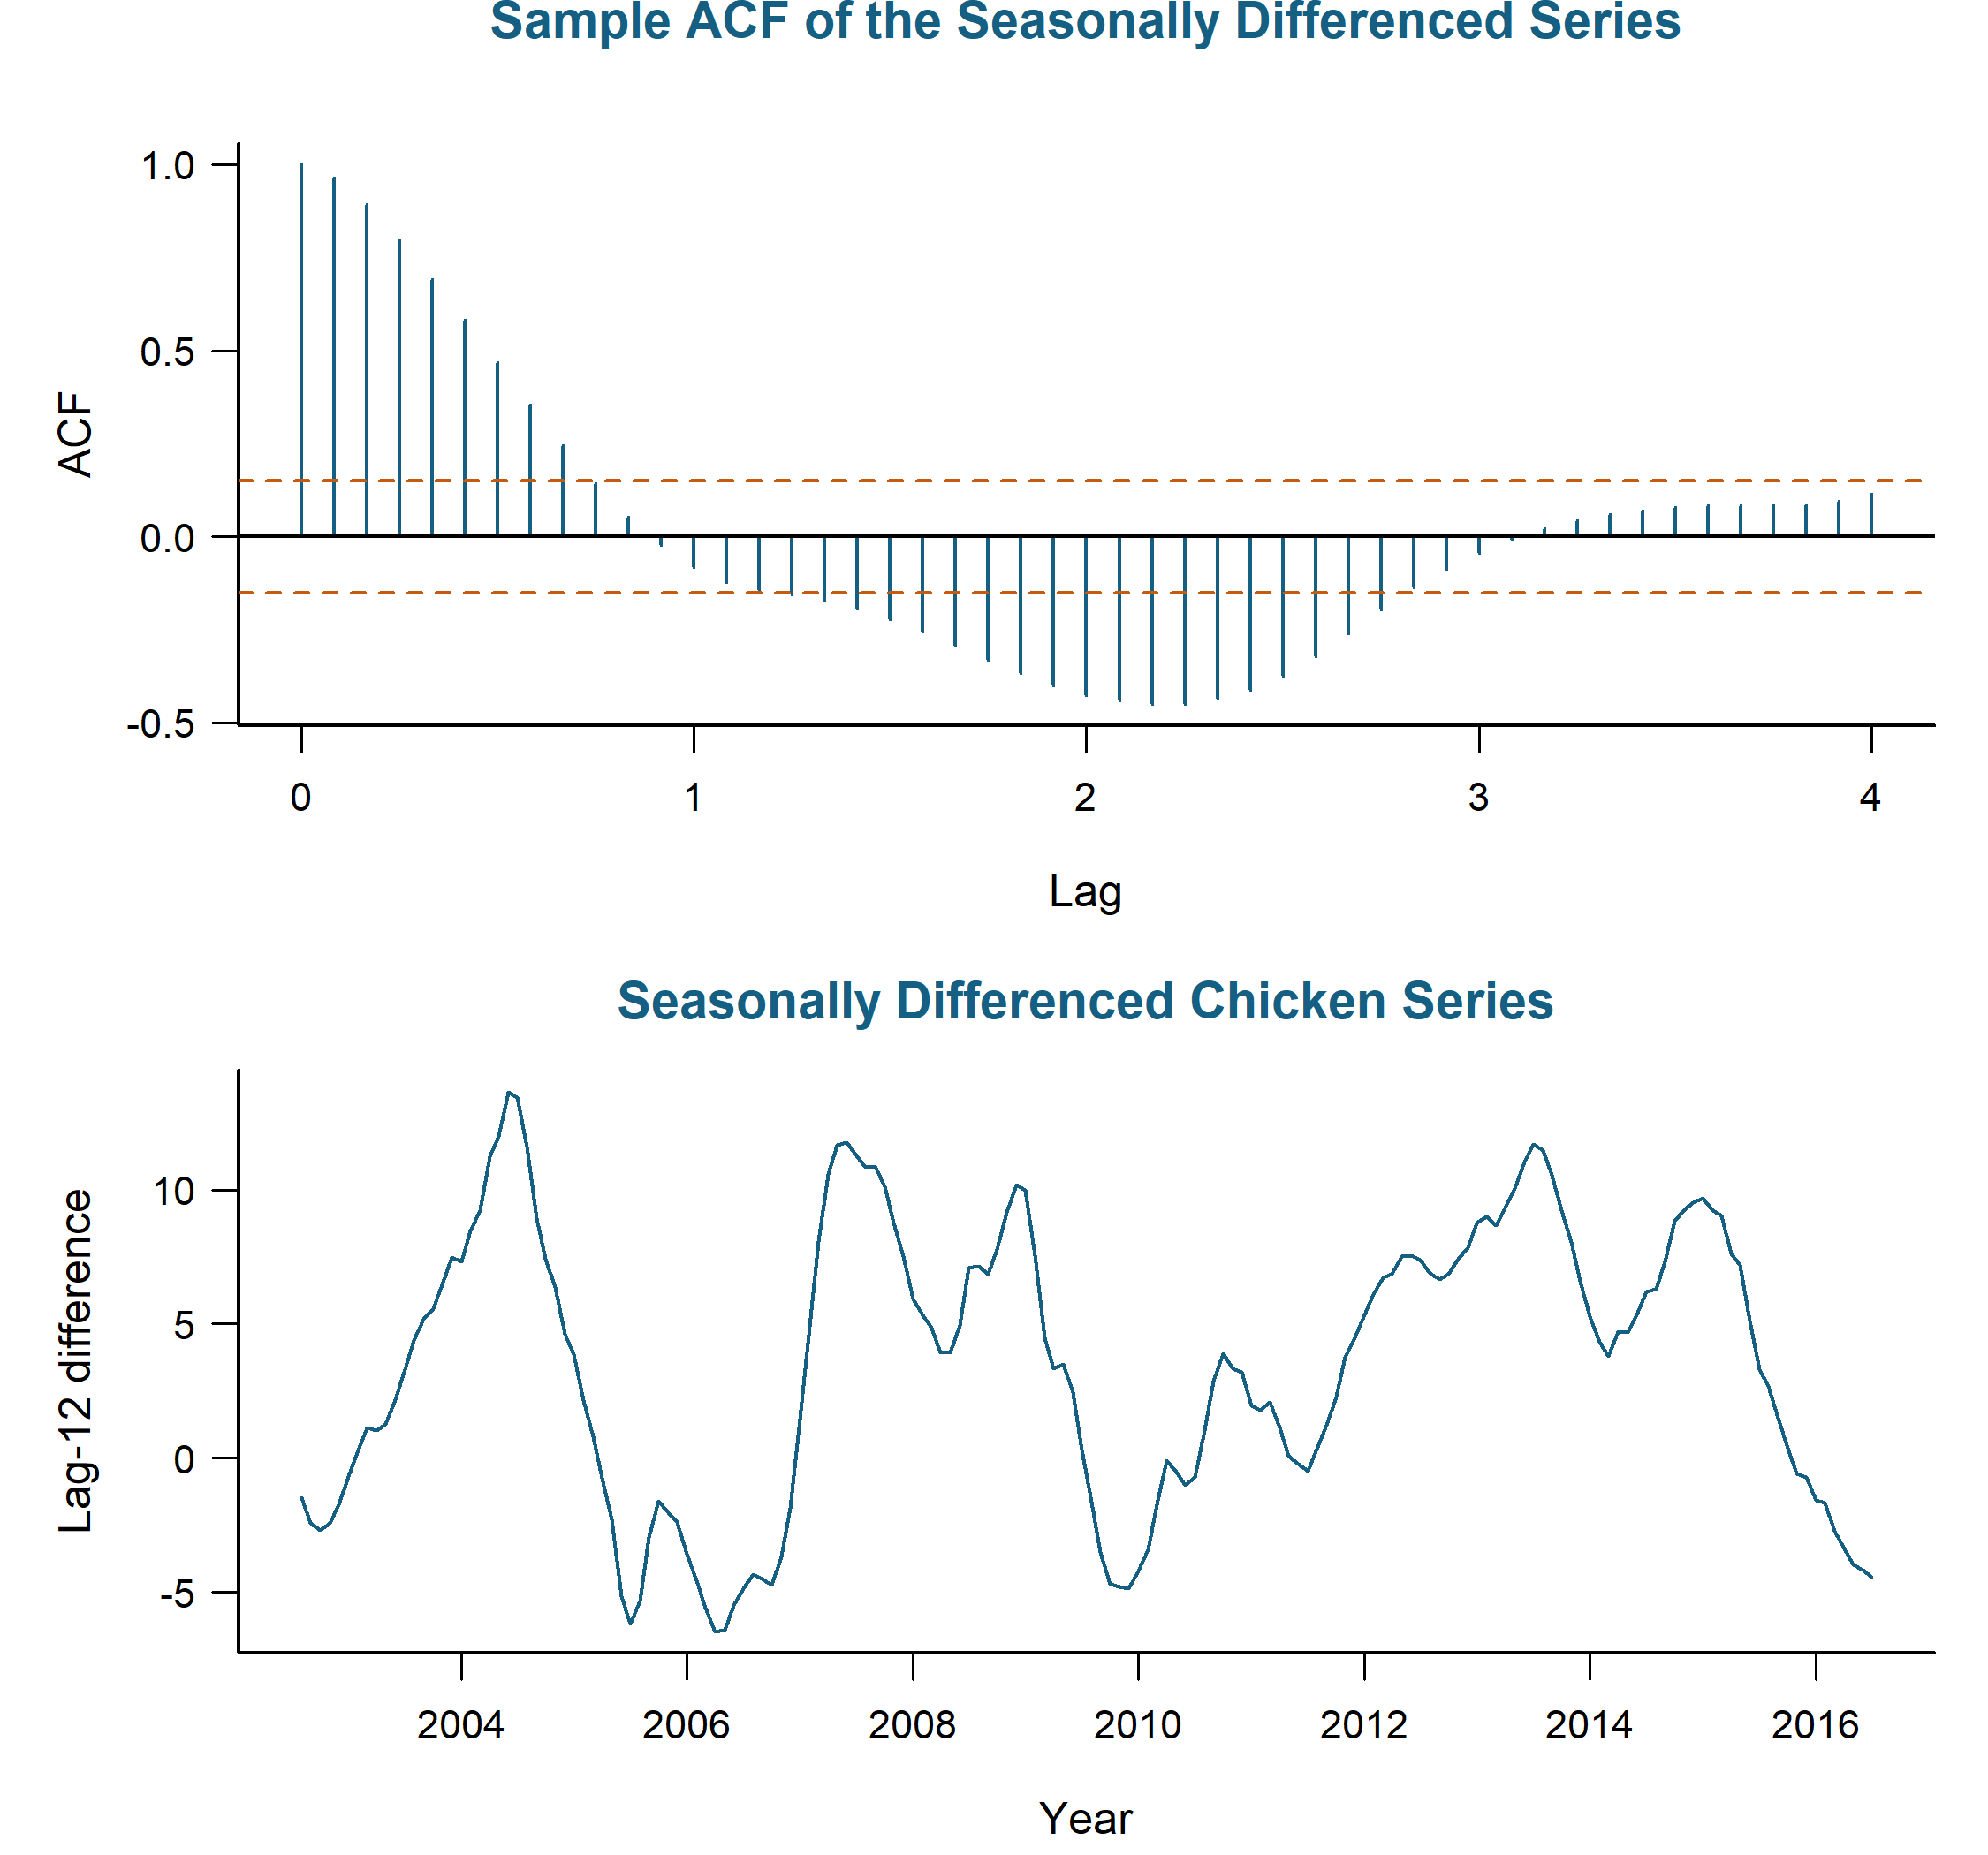 Sample ACF of the Seasonally Differenced Series
1.0
0.5
0.0
-0.5
ACF
0 1 2 3 4
Lag
Seasonally Differenced Chicken Series
10
5
0
-5
Lag-12 difference
2004 2006 2008 2010 2012 2014 2016
Year